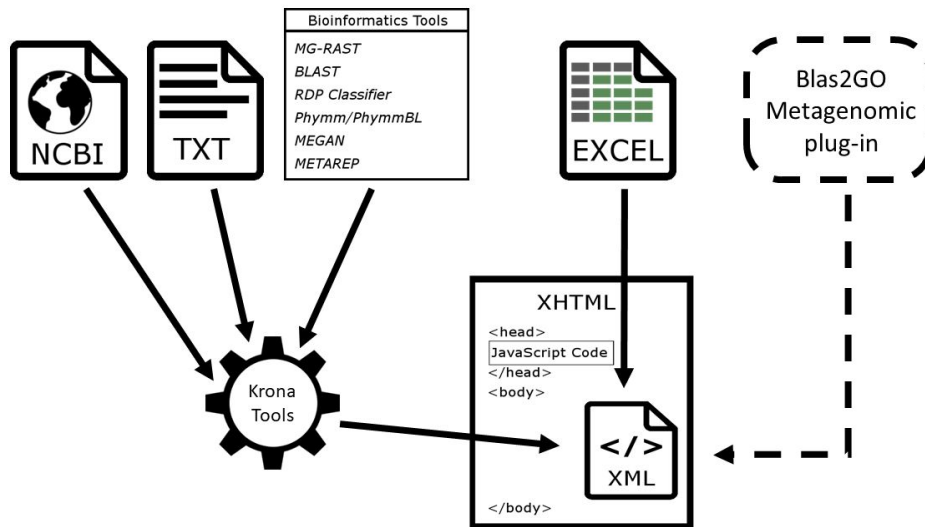 NCBI
TXT
Bioinformatics Tools
MG-RAST
BLAST
RDP Classifier
Phymm/PhymmBL
MEGAN
METAREP
EXCEL
Blas2GO
Metagenomic
plug-in
Krona
Tools
XHTML
<head>
JavaScript Code
</head>
<body>
</>
XML
</body>